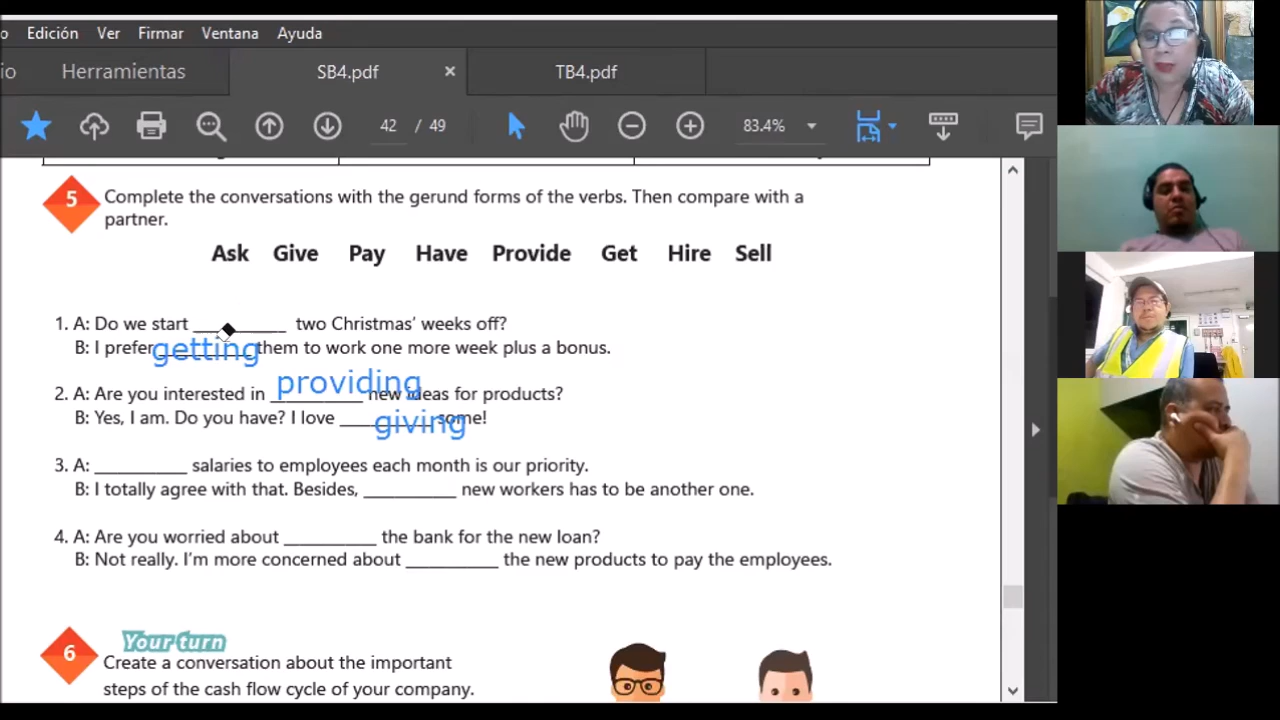 o Edición Ver Firmar Ventana Ayuda
io Herramientas SB4.pdf × TB4.pdf
42 / 49 83.4%
5 Complete the conversations with the gerund forms of the verbs. Then compare with a
partner.
Ask Give Pay Have Provide Get Hire Sell
1. A: Do we start __________ two Christmas' weeks off?
B: I prefer getting them to work one more week plus a bonus.
2. A: Are you interested in providing new ideas for products?
B: Yes, I am. Do you have? I love giving some!
3. A: __________ salaries to employees each month is our priority.
B: I totally agree with that. Besides, __________ new workers has to be another one.
4. A: Are you worried about __________ the bank for the new loan?
B: Not really. I'm more concerned about __________ the new products to pay the employees.
6 Your turn
Create a conversation about the important
steps of the cash flow cycle of your company.